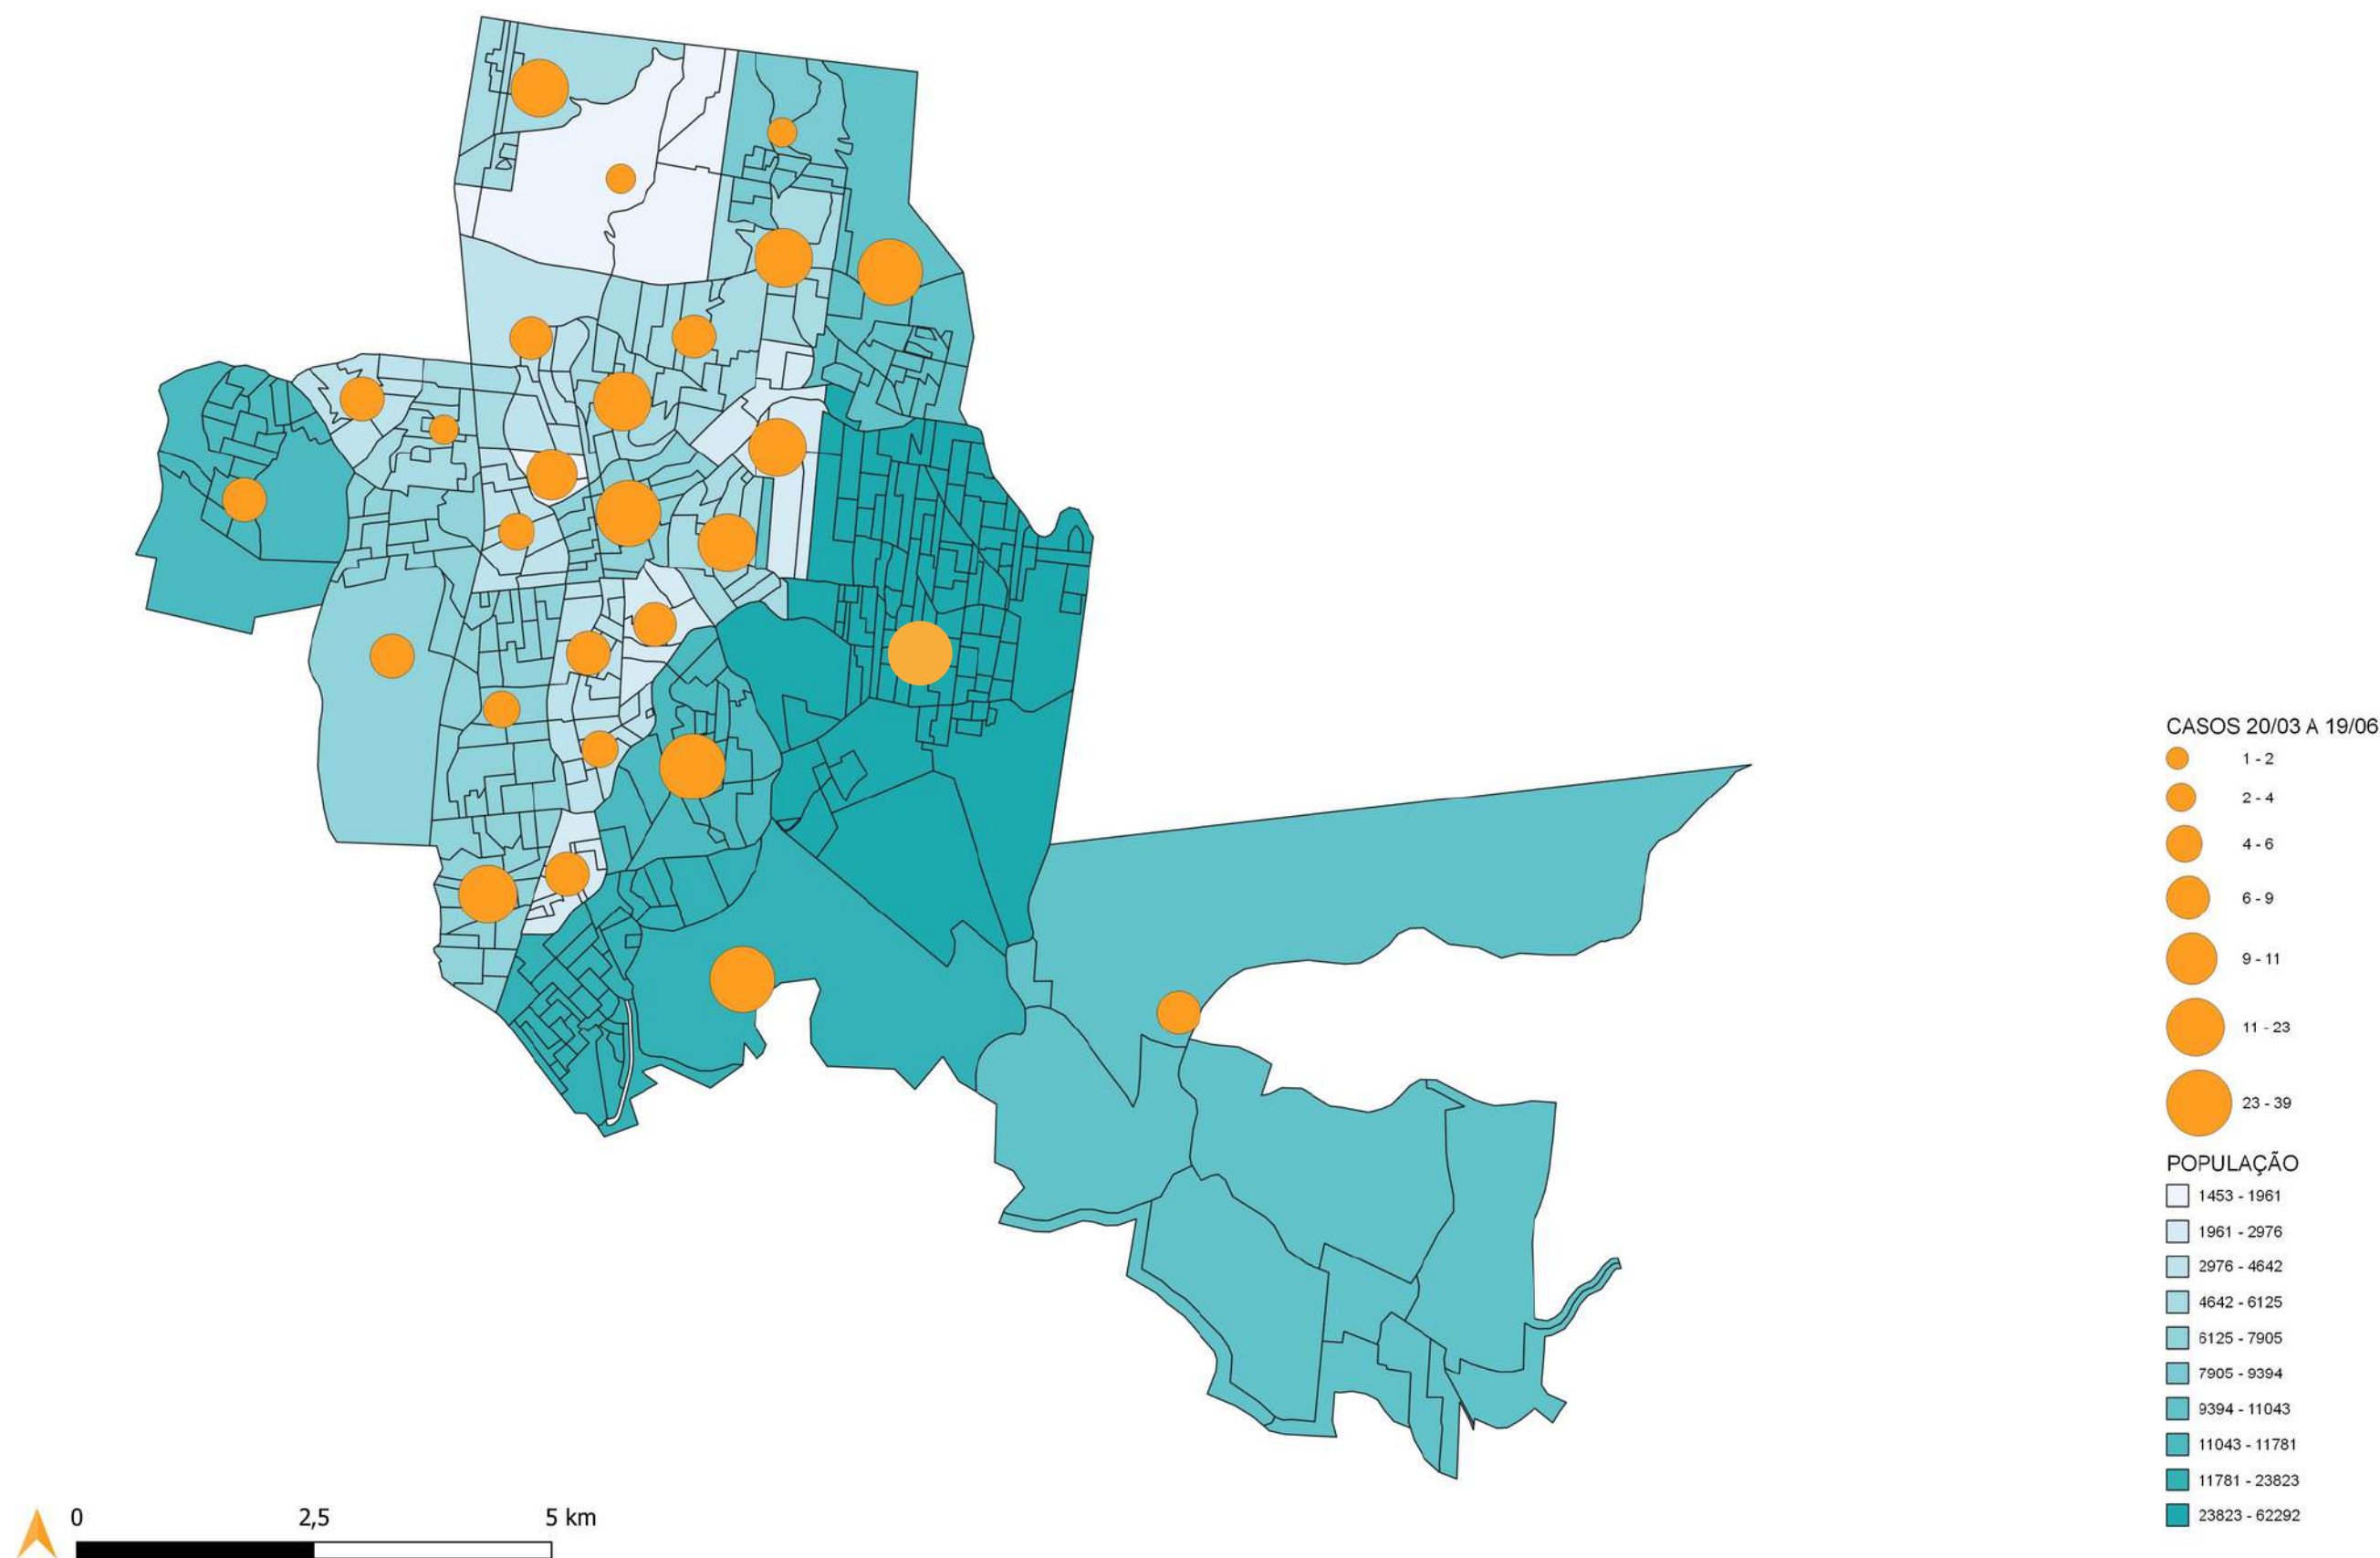 CASOS 20/03 A 19/06
1 - 2
2 - 4
4 - 6
6 - 9
9 - 11
11 - 23
23 - 39
POPULAÇÃO
1453 - 1961
1961 - 2976
2976 - 4642
4642 - 6125
6125 - 7905
7905 - 9394
9394 - 11043
11043 - 11781
11781 - 23823
23823 - 62292
0 2,5 5 km